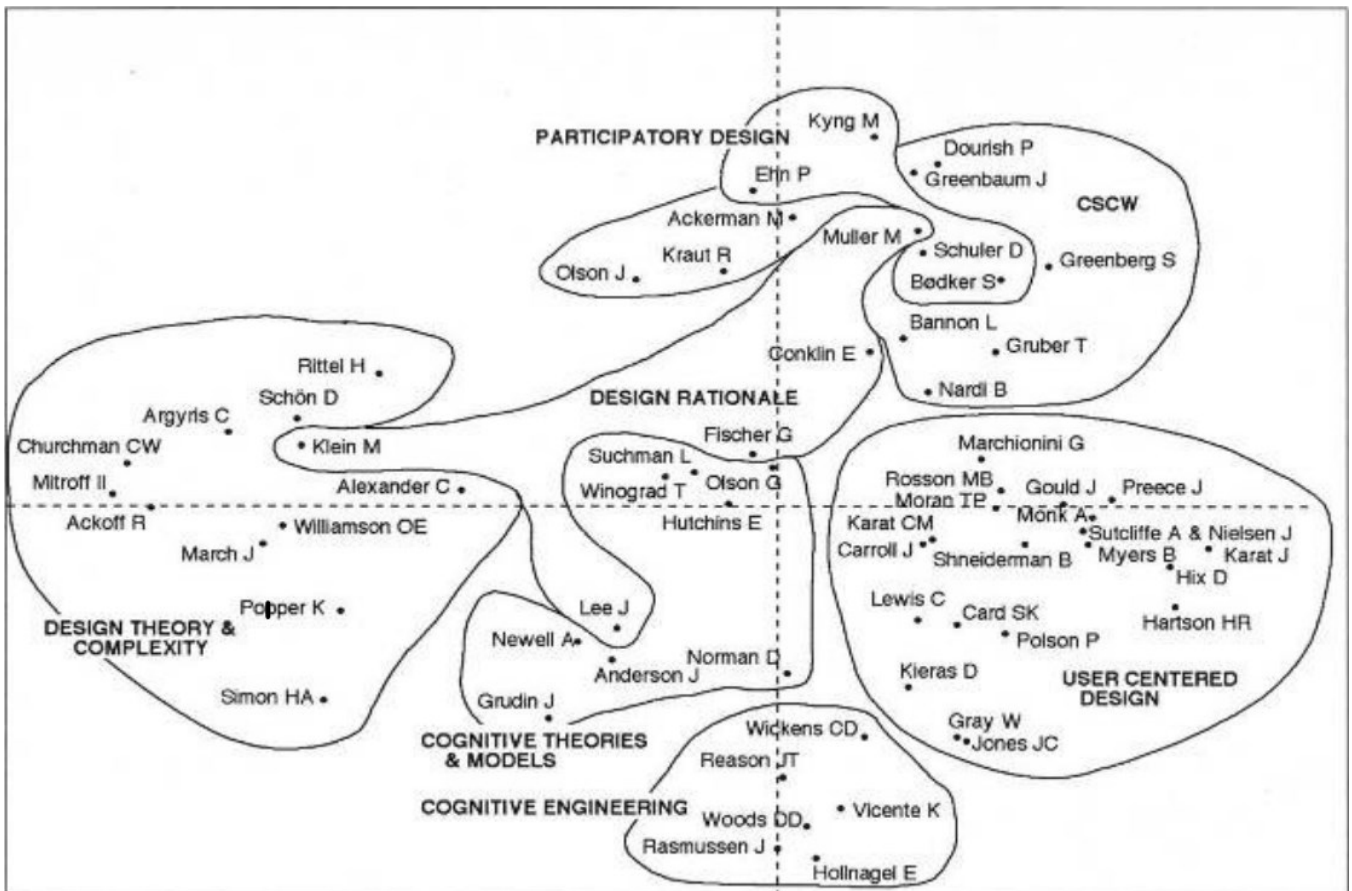 Kyng M
PARTICIPATORY DESIGN
Dourish P
Greenbaum J
Ehn P
CSCW
Ackerman M
Muller M
Schuler D
Kraut R
Greenberg S
Olson J
Bødker S
Bannon L
Conklin E
Gruber T
Rittel H
Nardi B
DESIGN RATIONALE
Schön D
Argyris C
Fischer G
Klein M
Churchman CW
Marchionini G
Suchman L
Mitroff II
Alexander C
Winograd T
Olson G
Rosson MB
Gould J
Preece J
Moran TP
Ackoff R
Hutchins E
Monk A
Williamson OE
Karat CM
Sutcliffe A & Nielsen J
March J
Carroll J
Shneiderman B
Myers B
Karat J
Hix D
Lewis C
Card SK
Popper K
Lee J
Hartson HR
DESIGN THEORY &
COMPLEXITY
Newell A
Polson P
Anderson J
Norman D
Kieras D
USER CENTERED
DESIGN
Simon HA
Grudin J
Gray W
Jones JC
COGNITIVE THEORIES
& MODELS
Wickens CD
Reason JT
COGNITIVE ENGINEERING
Vicente K
Woods DD
Rasmussen J
Hollnagel E